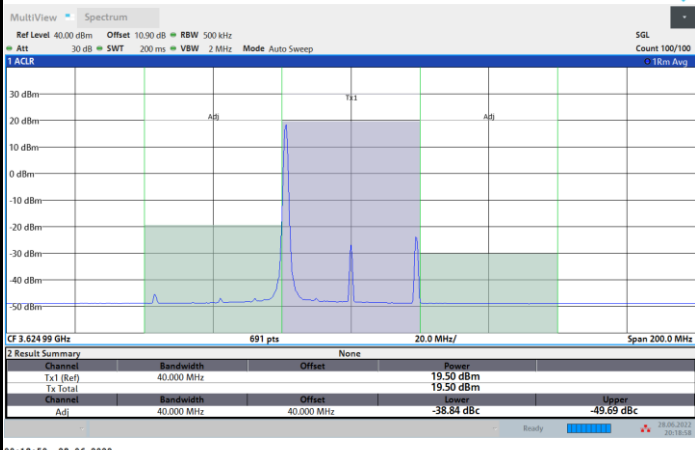 MultiView Spectrum
Ref Level 40.00 dBm Offset 10.90 dB RBW 500 kHz SGL
Att 30 dB SWT 200 ms VBW 2 MHz Mode Auto Sweep Count 100/100
1 ACLR 1Rm Avg
30 dBm
Tx1
20 dBm Adj Adj
10 dBm
0 dBm
-10 dBm
-20 dBm
-30 dBm
-40 dBm
-50 dBm
CF 3.624 99 GHz 691 pts 20.0 MHz/ Span 200.0 MHz
2 Result Summary None
Channel Bandwidth Offset Power
Tx1 (Ref) 40.000 MHz 19.50 dBm
Tx Total 19.50 dBm
Channel Bandwidth Offset Lower Upper
Adj 40.000 MHz 40.000 MHz -38.84 dBc -49.69 dBc
Ready 28.06.2022
20:18:58